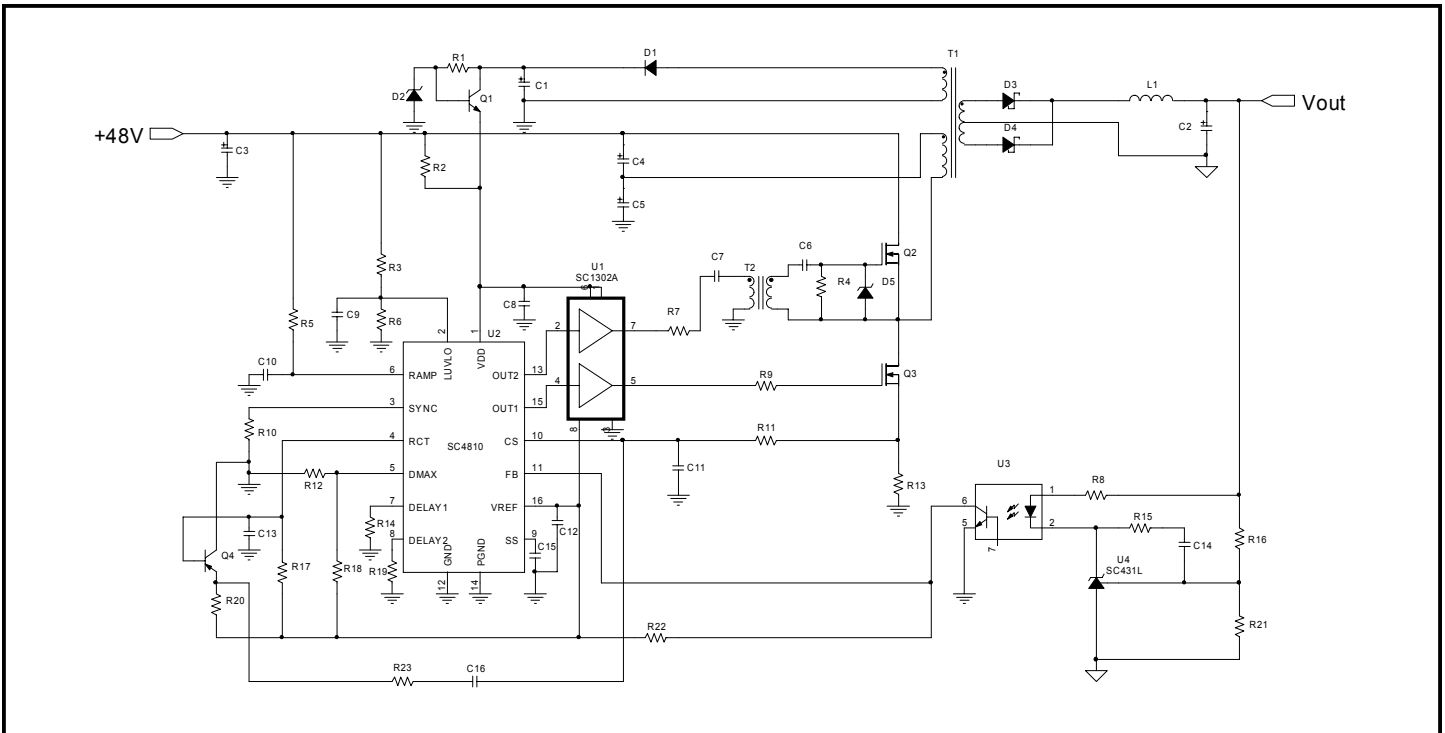 R1
D1
T1
D2
Q1
C1
D3
L1
Vout
D4
C2
+48V
C3
R2
C4
C5
Q2
C6
C7
T2
U1
SC1302A
R4
D5
R3
6
C8
R7
C9
R6
R5
2
1
U2
2
7
LUVLO
VDD
C10
6
RAMP
OUT2
13
Q3
4
5
R9
3
SYNC
OUT1
15
R10
4
RCT
SC4810
CS
10
8
3
R11
5
DMAX
FB
11
C11
U3
R12
R13
R8
6
1
7
DELAY1
VREF
16
R15
C13
R14
C12
5
2
R16
8
DELAY2
SS
9
C15
C14
7
Q4
GND
PGND
U4
SC431L
R17
R18
R19
12
14
R20
R21
R22
R23
C16